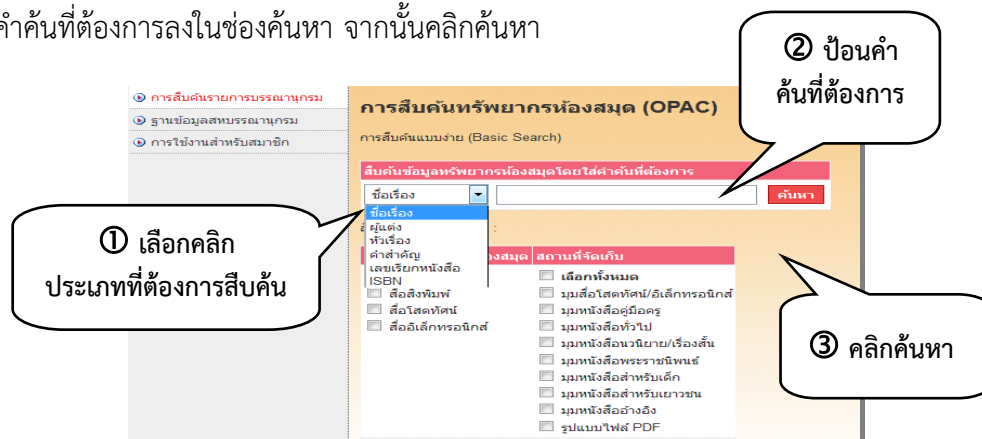 คำค้นที่ต้องการลงในช่องค้นหา จากนั้นคลิกค้นหา
② ป้อนคำ
ค้นที่ต้องการ
การสืบค้นรายการบรรณานุกรม
ฐานข้อมูลสหบรรณานุกรม
การใช้งานสำหรับสมาชิก
การสืบค้นทรัพยากรห้องสมุด (OPAC)
การสืบค้นแบบง่าย (Basic Search)
สืบค้นข้อมูลทรัพยากรห้องสมุดโดยใส่คำค้นที่ต้องการ
ชื่อเรื่อง
ค้นหา
ชื่อเรื่อง
ผู้แต่ง
หัวเรื่อง
คำสำคัญ
เลขเรียกหนังสือ
ISBN
① เลือกคลิก
ประเภทที่ต้องการสืบค้น
สถานที่จัดเก็บ
สื่อสิ่งพิมพ์
สื่อโสตทัศน์
สื่ออิเล็กทรอนิกส์
เลือกทั้งหมด
มุมสื่อโสตทัศน์/อิเล็กทรอนิกส์
มุมหนังสือคู่มือครู
มุมหนังสือทั่วไป
มุมหนังสือนวนิยาย/เรื่องสั้น
มุมหนังสือพระราชนิพนธ์
มุมหนังสือสำหรับเด็ก
มุมหนังสือสำหรับเยาวชน
มุมหนังสืออ้างอิง
รูปแบบไฟล์ PDF
③ คลิกค้นหา